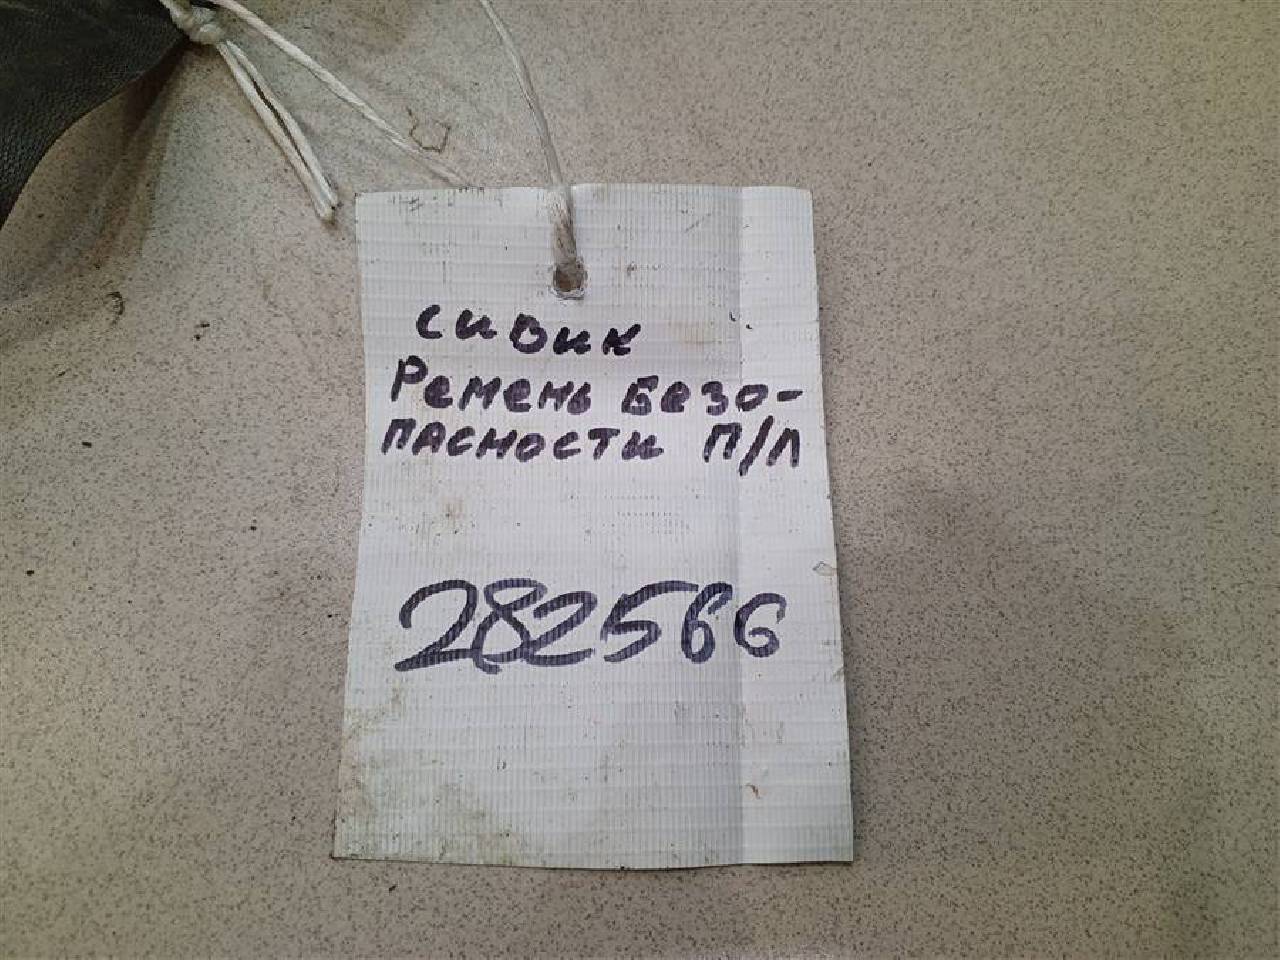 сивик
Ремень безо-
пасности П/Л
282566